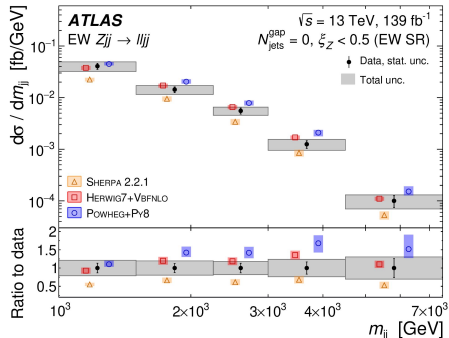 ATLAS
√s = 13 TeV, 139 fb⁻¹
EW Zjj → lljj
N^gap_jets = 0, ξ_Z < 0.5 (EW SR)
Data, stat. unc.
Total unc.
dσ / dm_jj [fb/GeV]
10⁻¹
10⁻²
10⁻³
10⁻⁴
SHERPA 2.2.1
HERWIG7+VBFNLO
POWHEG+PY8
Ratio to data
2
1.5
1
0.5
10³
2×10³
3×10³
4×10³
7×10³
m_jj [GeV]